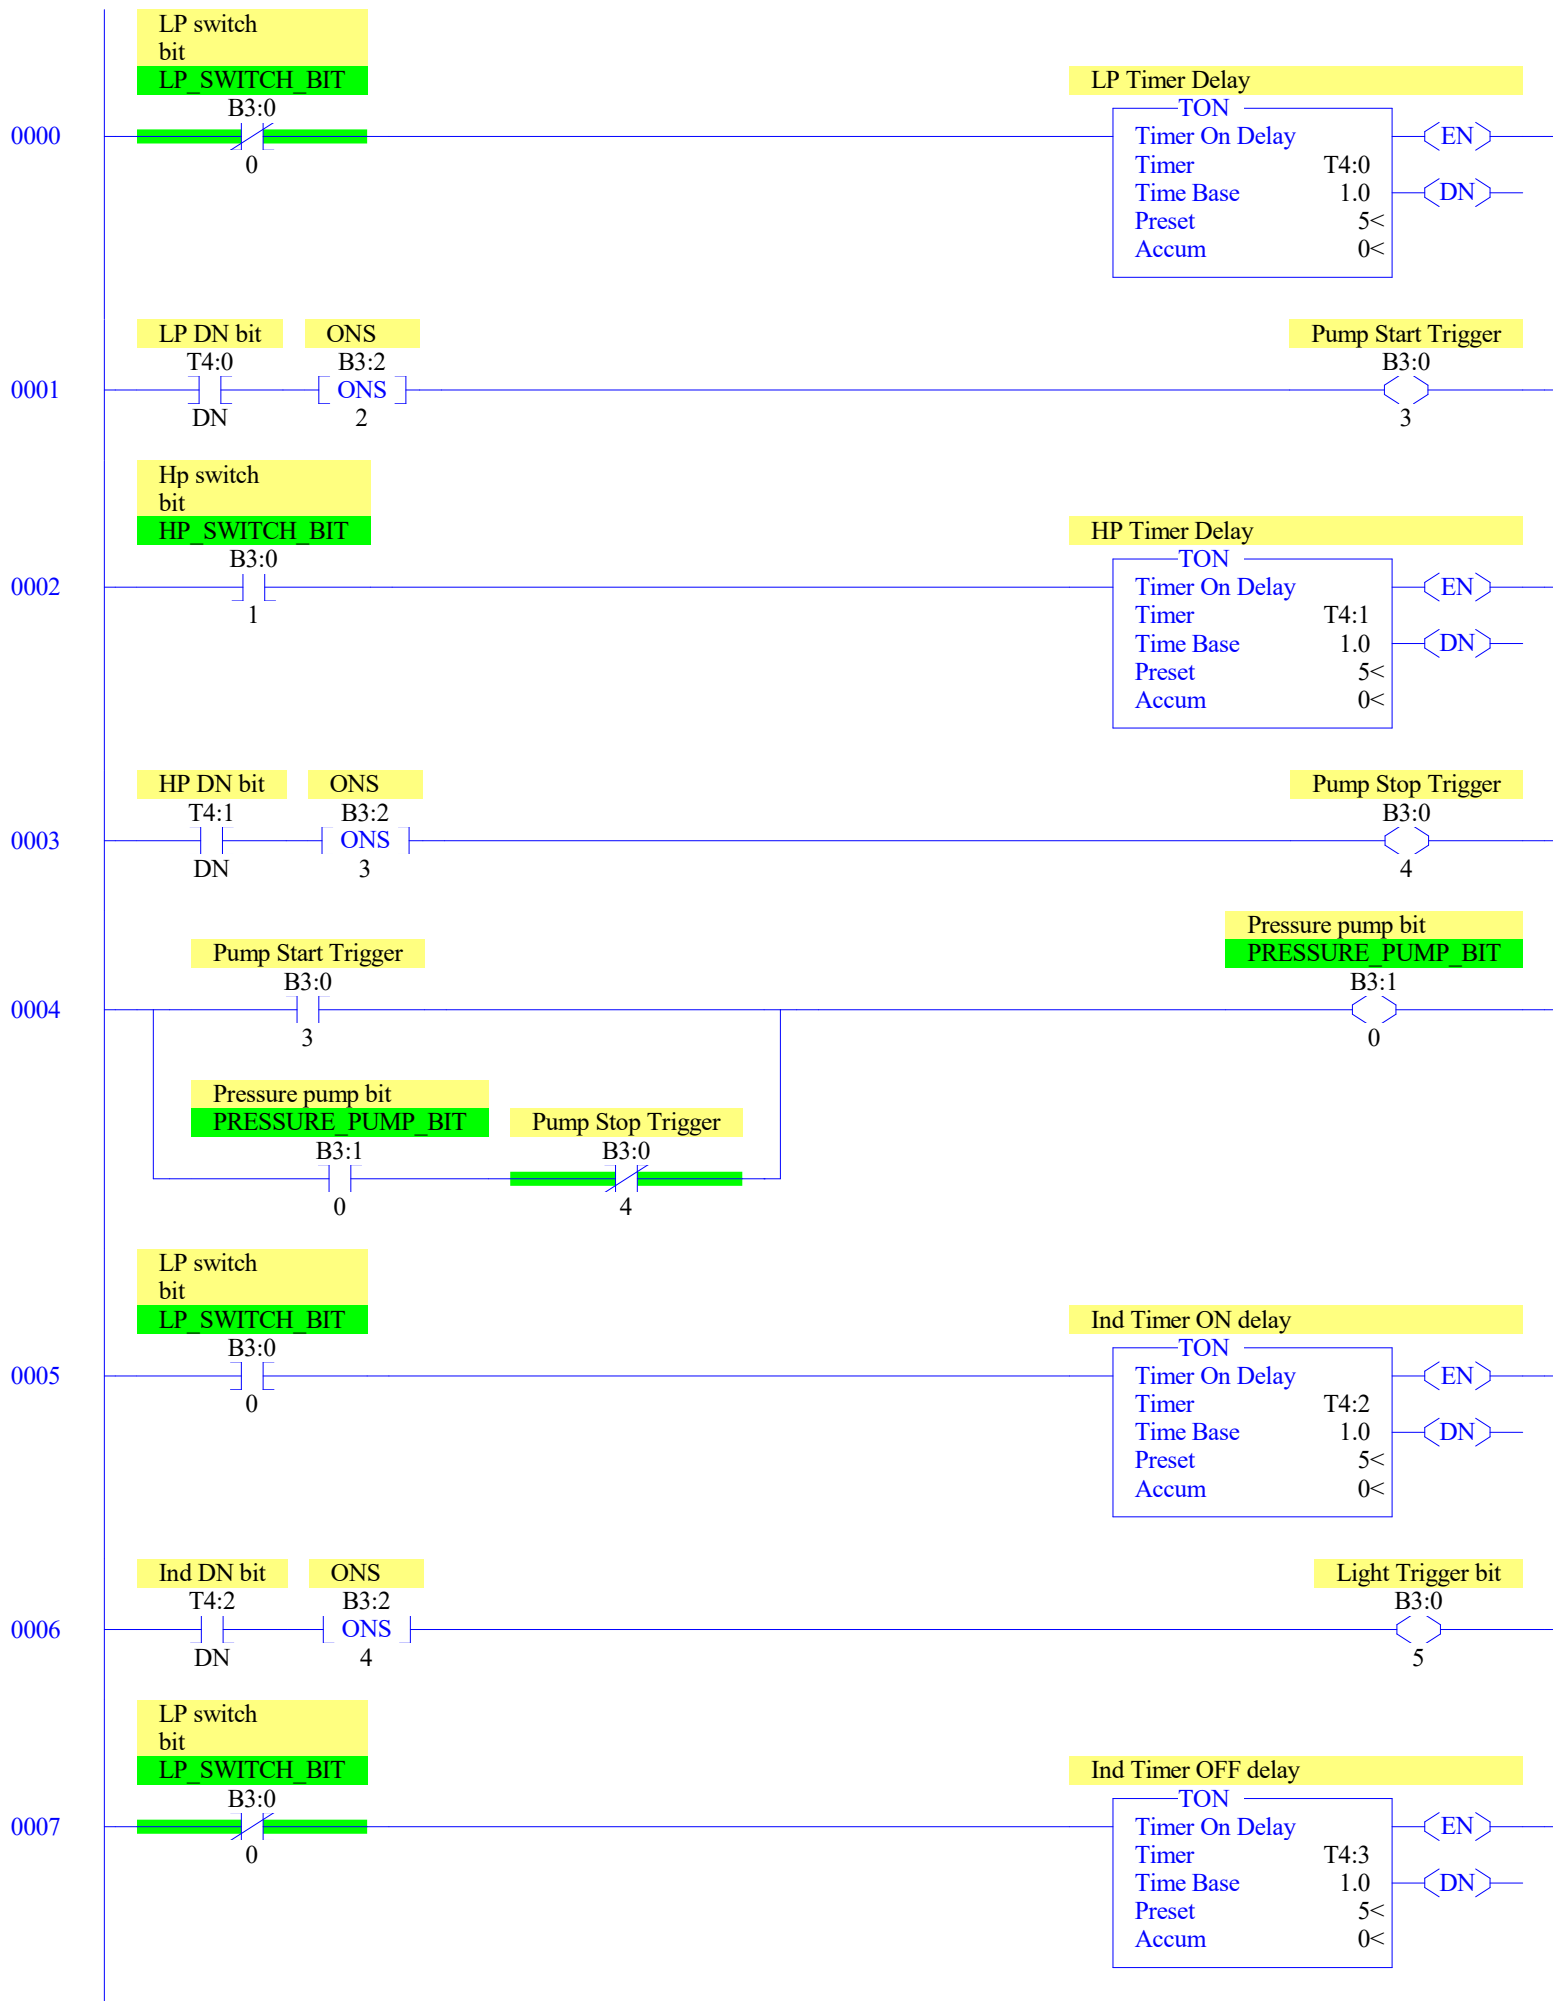 LP switch
bit
LP_SWITCH_BIT
B3:0
0000
0
LP Timer Delay
TON
Timer On Delay
Timer T4:0
Time Base 1.0
Preset 5<
Accum 0<
EN
DN
LP DN bit
T4:0
0001
DN
ONS
B3:2
ONS
2
Pump Start Trigger
B3:0
3
Hp switch
bit
HP_SWITCH_BIT
B3:0
0002
1
HP Timer Delay
TON
Timer On Delay
Timer T4:1
Time Base 1.0
Preset 5<
Accum 0<
EN
DN
HP DN bit
T4:1
0003
DN
ONS
B3:2
ONS
3
Pump Stop Trigger
B3:0
4
Pump Start Trigger
B3:0
0004
3
Pressure pump bit
PRESSURE_PUMP_BIT
B3:1
0
Pressure pump bit
PRESSURE_PUMP_BIT
B3:1
0
Pump Stop Trigger
B3:0
4
LP switch
bit
LP_SWITCH_BIT
B3:0
0005
0
Ind Timer ON delay
TON
Timer On Delay
Timer T4:2
Time Base 1.0
Preset 5<
Accum 0<
EN
DN
Ind DN bit
T4:2
0006
DN
ONS
B3:2
ONS
4
Light Trigger bit
B3:0
5
LP switch
bit
LP_SWITCH_BIT
B3:0
0007
0
Ind Timer OFF delay
TON
Timer On Delay
Timer T4:3
Time Base 1.0
Preset 5<
Accum 0<
EN
DN